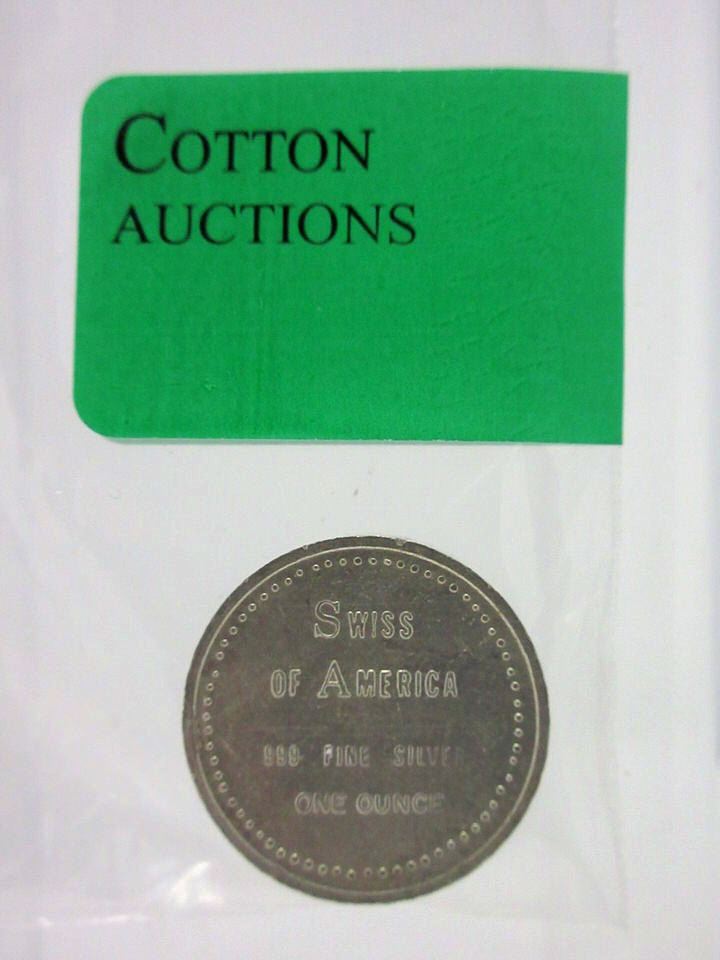 COTTON
AUCTIONS
SWISS
OF AMERICA
999 FINE SILVER
ONE OUNCE